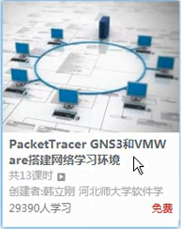 PacketTracer GNS3和VMW
are搭建网络学习环境
共13课时
创建者:韩立刚 河北师大学软件学
29390人学习
免费